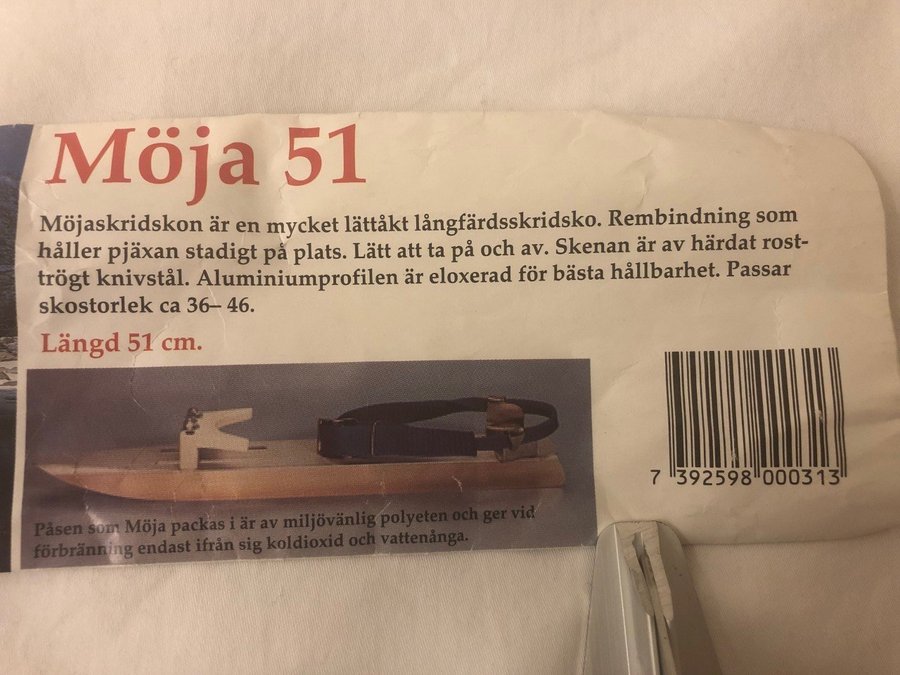 Möja 51
Möjaskridskon är en mycket lättåkt långfärdsskridsko. Rembindning som
håller pjäxan stadigt på plats. Lätt att ta på och av. Skenan är av härdat rost-
trögt knivstål. Aluminiumprofilen är eloxerad för bästa hållbarhet. Passar
skostorlek ca 36– 46.
Längd 51 cm.
Påsen som Möja packas i är av miljövänlig polyeten och ger vid
förbränning endast ifrån sig koldioxid och vattenånga.
7 392598 000313